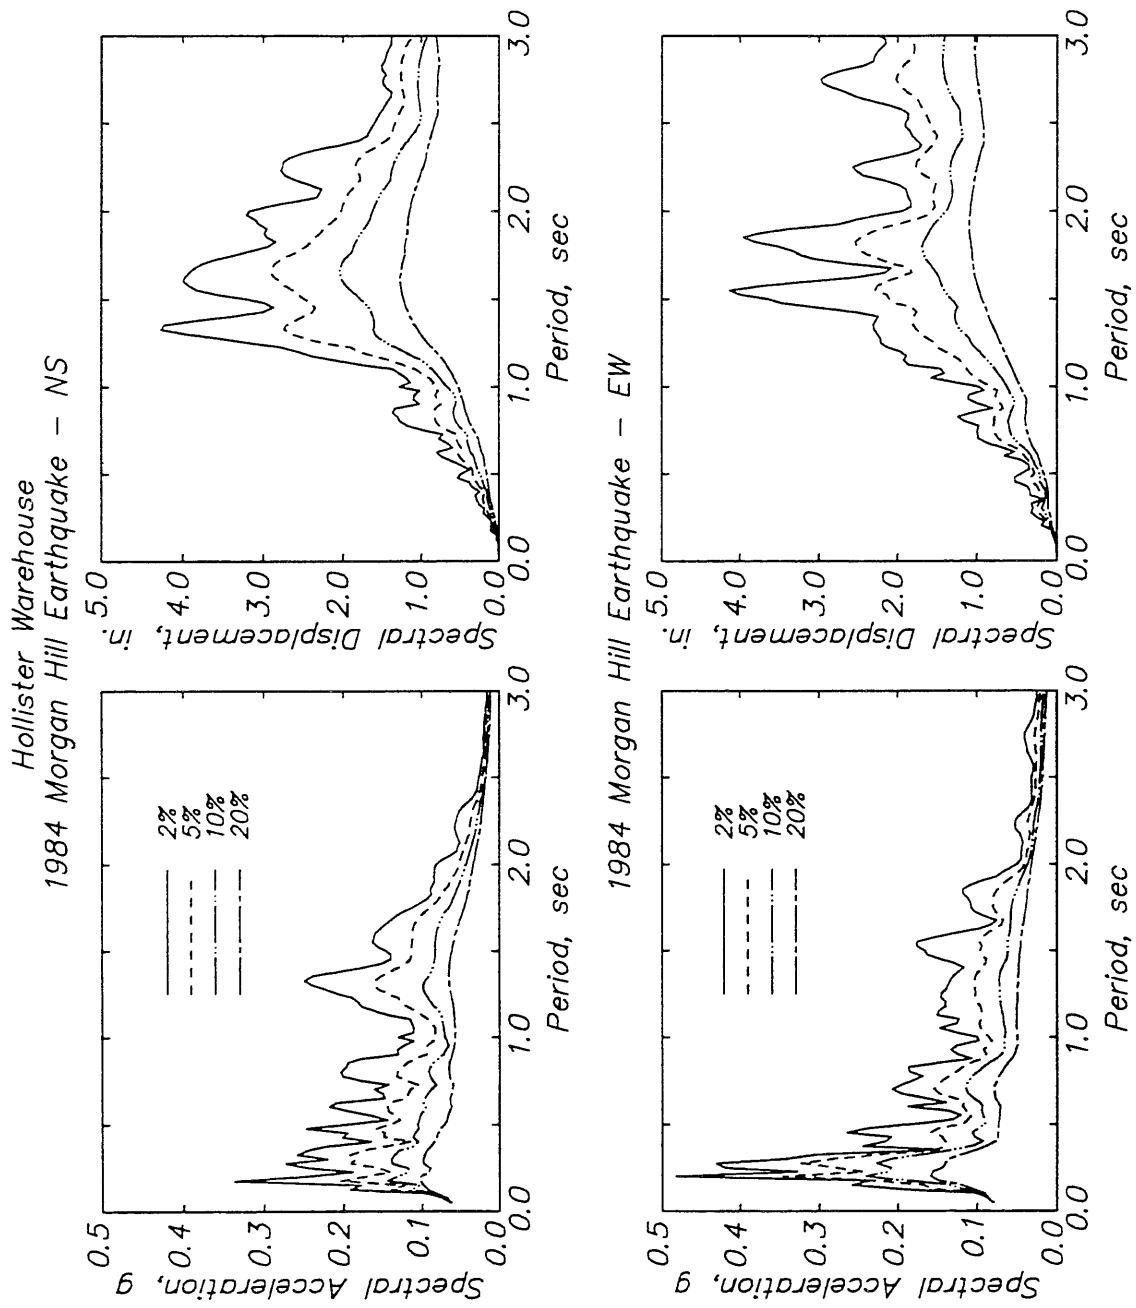 Hollister Warehouse
1984 Morgan Hill Earthquake – NS
Spectral Acceleration, g
0.5
0.4
0.3
0.2
0.1
0.0
2%
5%
10%
20%
0.0 1.0 2.0 3.0
Period, sec
Spectral Displacement, in.
5.0
4.0
3.0
2.0
1.0
0.0
0.0 1.0 2.0 3.0
Period, sec
1984 Morgan Hill Earthquake – EW
Spectral Acceleration, g
0.5
0.4
0.3
0.2
0.1
0.0
2%
5%
10%
20%
0.0 1.0 2.0 3.0
Period, sec
Spectral Displacement, in.
5.0
4.0
3.0
2.0
1.0
0.0
0.0 1.0 2.0 3.0
Period, sec